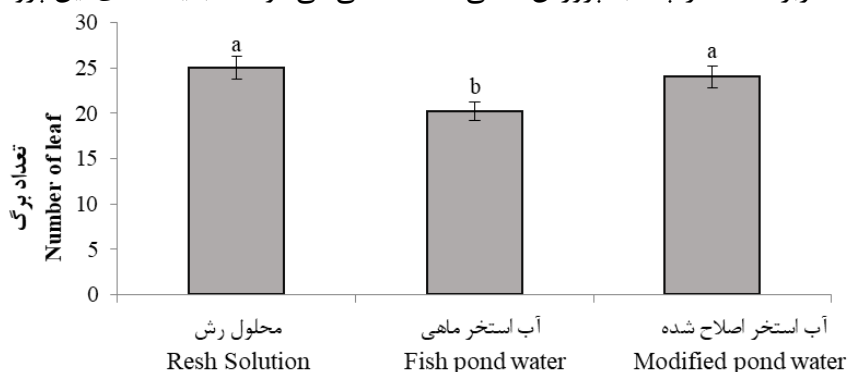 30
25
20
15
10
5
0
a
b
a
تعداد برگ
Number of leaf
محلول رش
Resh Solution
آب استخر ماهی
Fish pond water
آب استخر اصلاح شده
Modified pond water